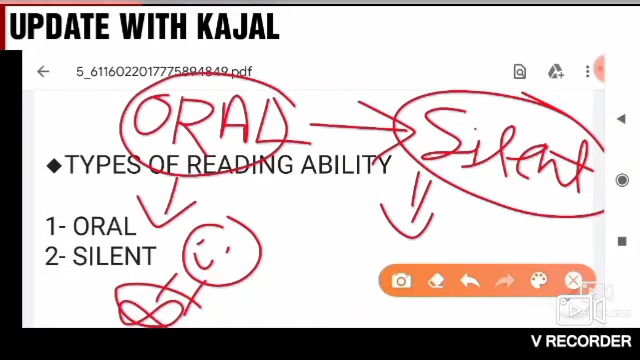 UPDATE WITH KAJAL
5_6116022017775894849.pdf
ORAL
Silent
◆TYPES OF READING ABILITY
1- ORAL
2- SILENT
V RECORDER